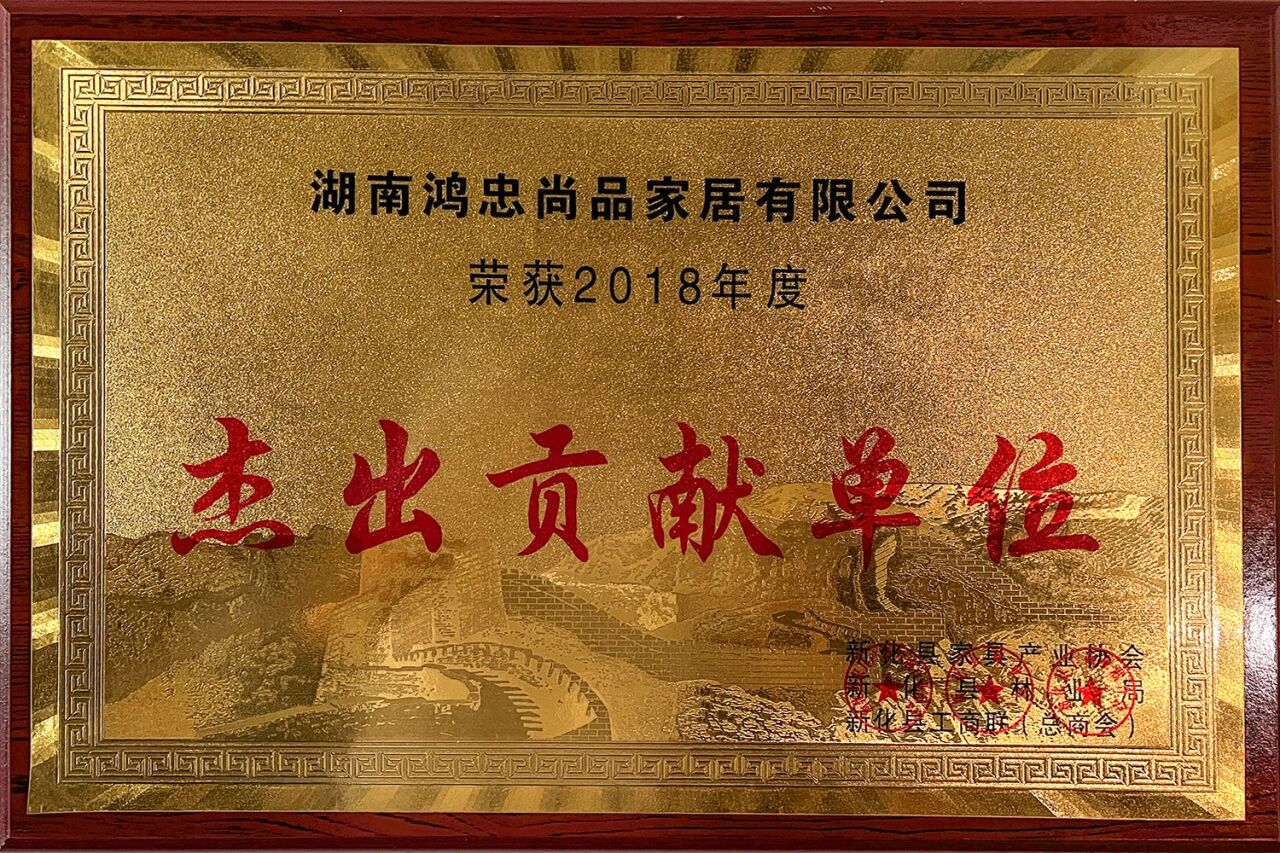 湖南鸿忠尚品家居有限公司
荣获2018年度
杰出贡献单位
新化县家具产业协会
新化县林业局
新化县工商联（总商会）